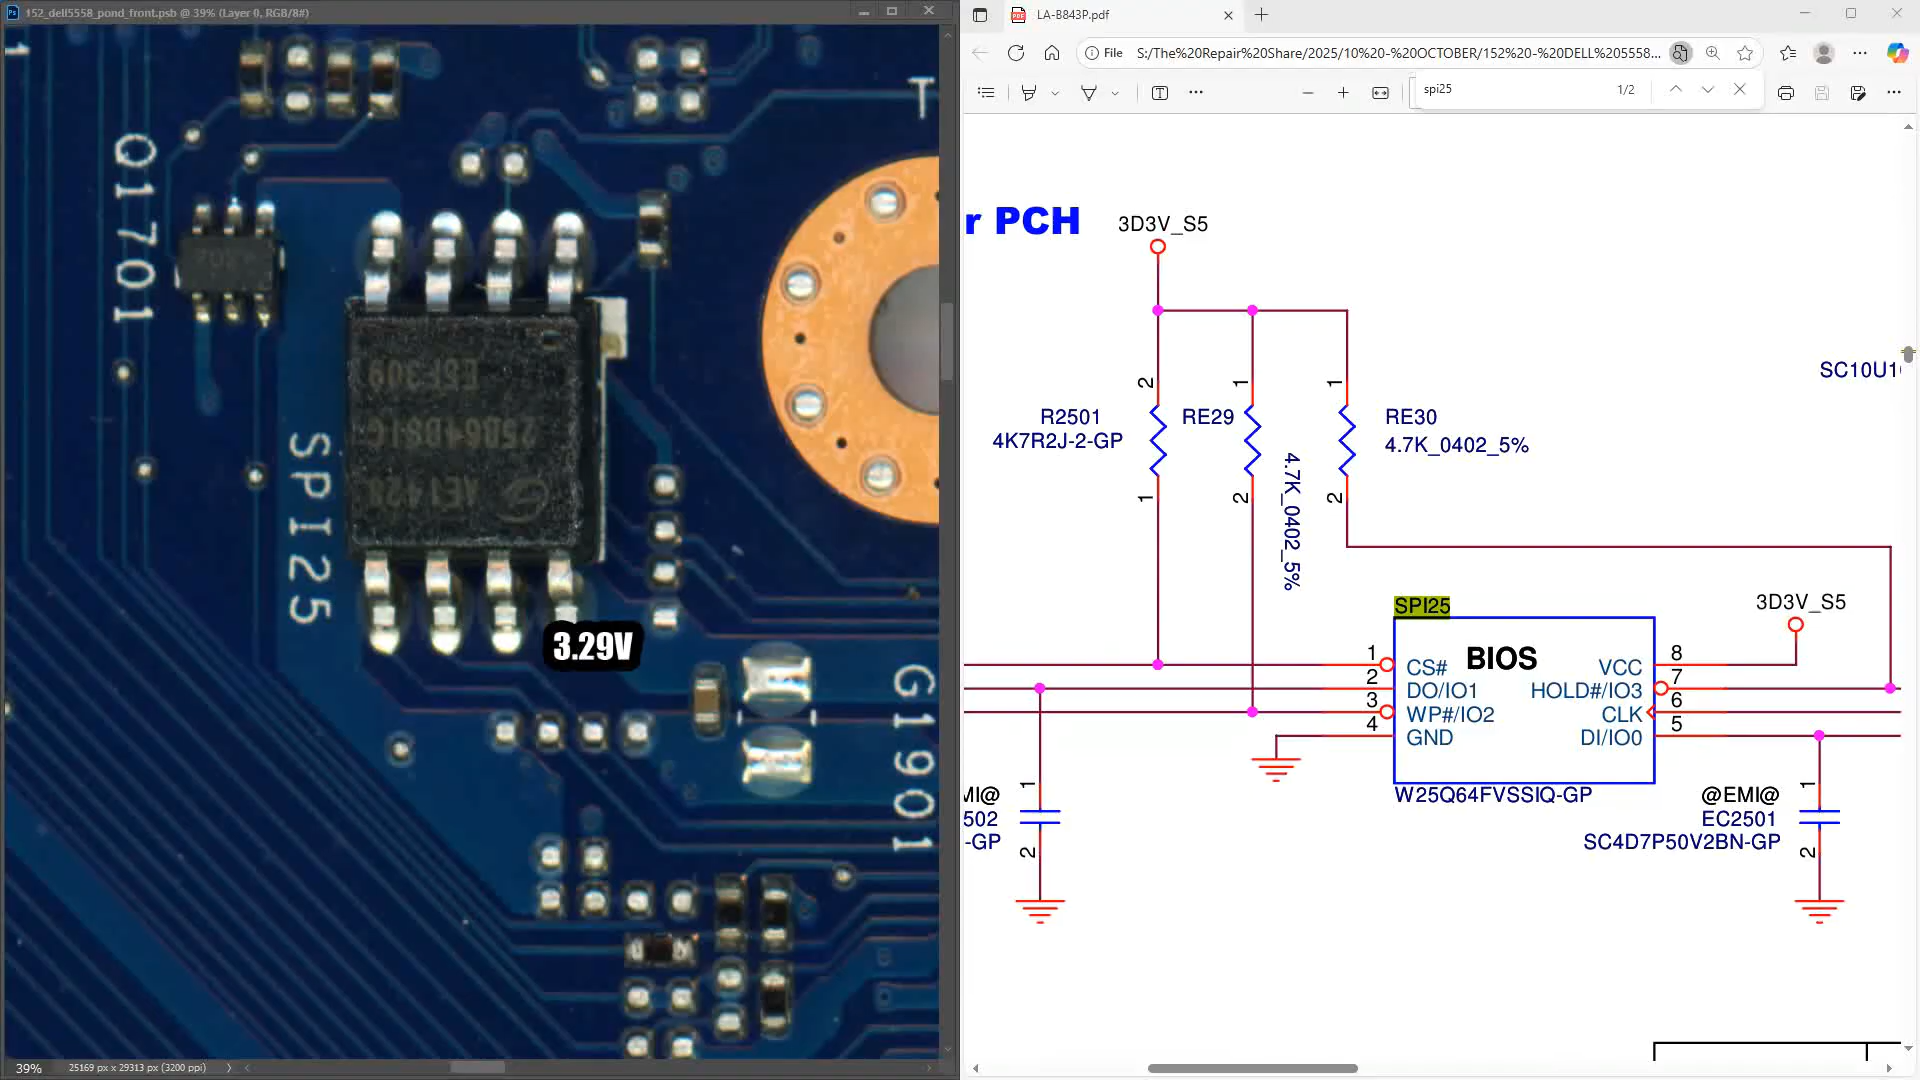 152_dell5558_pond_front.psb @ 39% (Layer 0, RGB/8#)
1
T
Q1701
SPI25
3.29V
G1901
39%
25169 px x 29313 px (3200 ppi)
LA-B843P.pdf
File
S:/The%20Repair%20Share/2025/10%20-%20OCTOBER/152%20-%20DELL%205558...
spi25
1/2
r PCH
3D3V_S5
SC10U1
2
1
1
R2501
4K7R2J-2-GP
RE29
RE30
4.7K_0402_5%
4.7K_0402_5%
1
2
2
SPI25
3D3V_S5
BIOS
1
CS#
VCC
8
2
DO/IO1
HOLD#/IO3
7
3
WP#/IO2
CLK
6
4
GND
DI/IO0
5
W25Q64FVSSIQ-GP
MI@
502
-GP
1
2
@EMI@
EC2501
SC4D7P50V2BN-GP
1
2